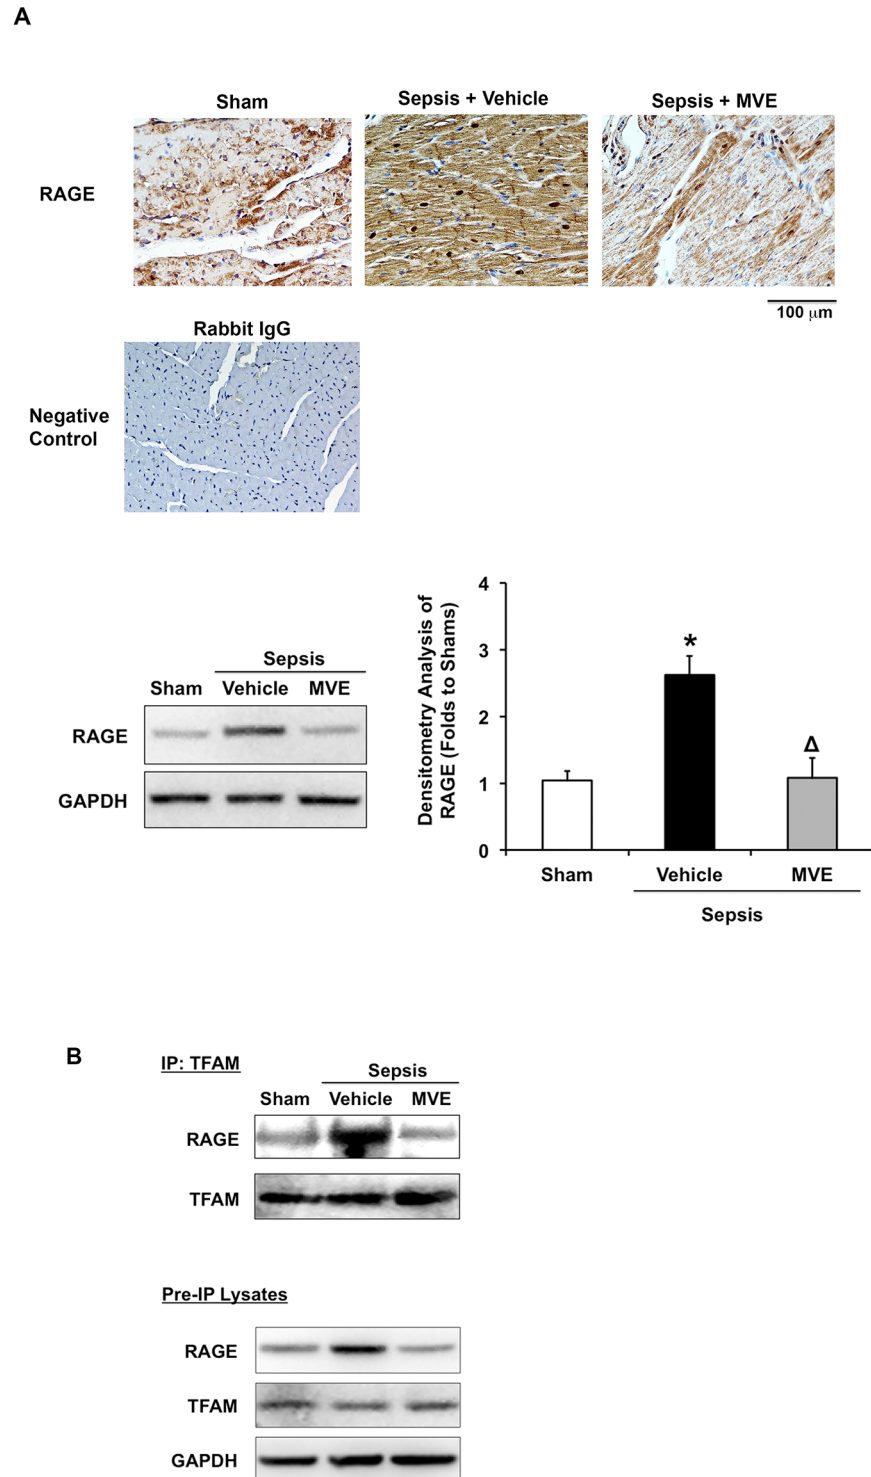 A
Sham
Sepsis + Vehicle
Sepsis + MVE
RAGE
100 μm
Rabbit IgG
Negative
Control
Sepsis
Sham Vehicle MVE
RAGE
GAPDH
Densitometry Analysis of
RAGE (Folds to Shams)
4
3
2
1
0
*
Δ
Sham Vehicle MVE
Sepsis
B
IP: TFAM
Sepsis
Sham Vehicle MVE
RAGE
TFAM
Pre-IP Lysates
RAGE
TFAM
GAPDH